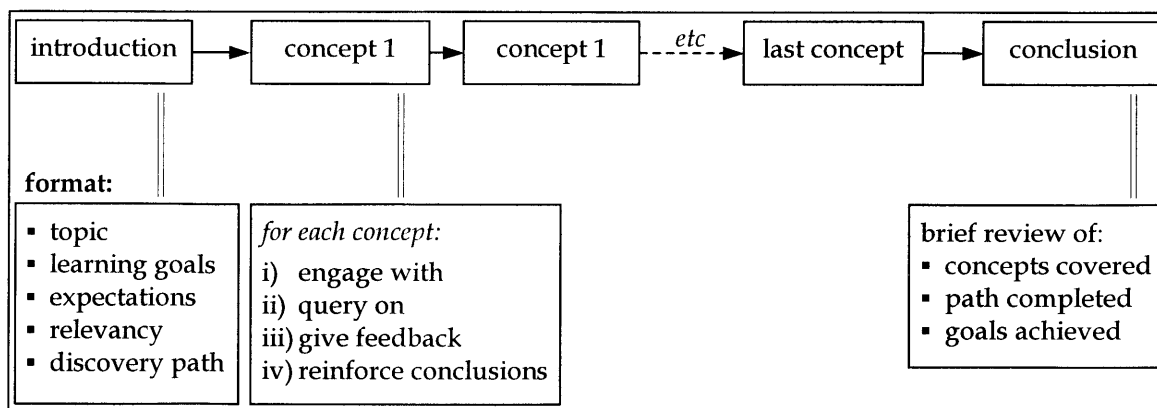 introduction
concept 1
concept 1
etc
last concept
conclusion
format:
▪ topic
▪ learning goals
▪ expectations
▪ relevancy
▪ discovery path
for each concept:
i) engage with
ii) query on
iii) give feedback
iv) reinforce conclusions
brief review of:
▪ concepts covered
▪ path completed
▪ goals achieved